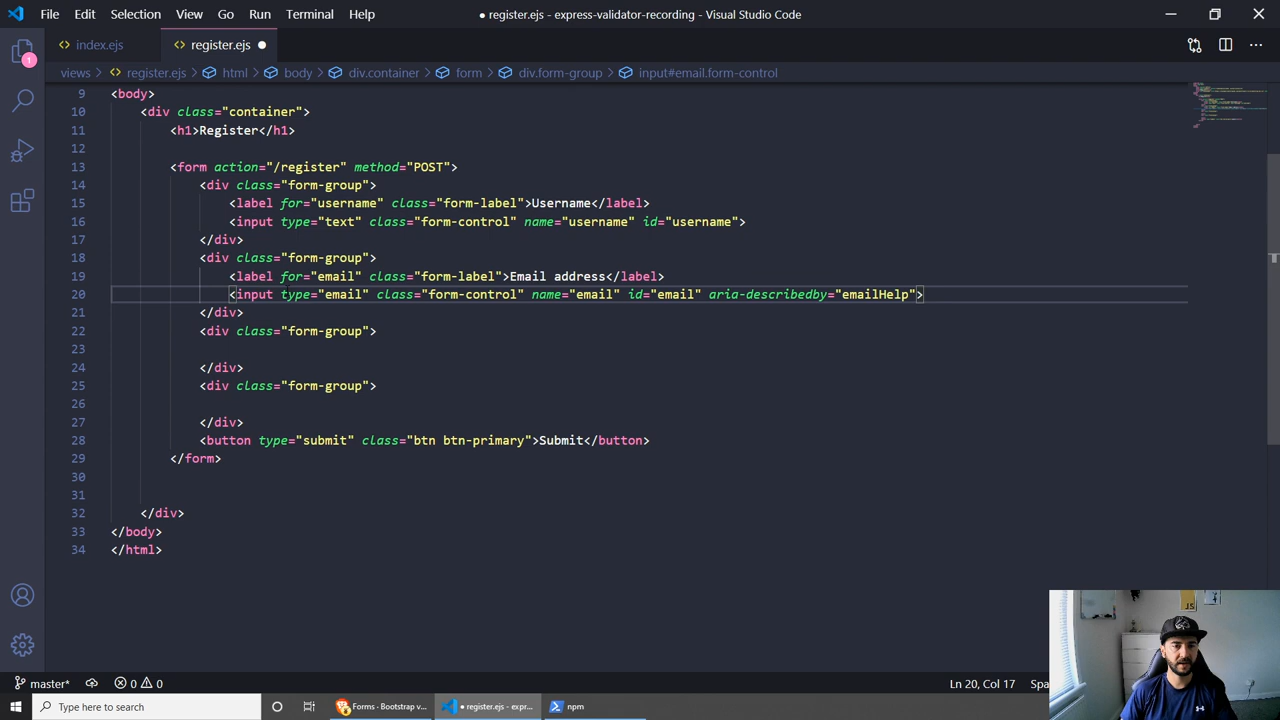 File Edit Selection View Go Run Terminal Help ● register.ejs - express-validator-recording - Visual Studio Code
index.ejs register.ejs
views > register.ejs > html > body > div.container > form > div.form-group > input#email.form-control
9 <body>
10 <div class="container">
11 <h1>Register</h1>
12
13 <form action="/register" method="POST">
14 <div class="form-group">
15 <label for="username" class="form-label">Username</label>
16 <input type="text" class="form-control" name="username" id="username">
17 </div>
18 <div class="form-group">
19 <label for="email" class="form-label">Email address</label>
20 <input type="email" class="form-control" name="email" id="email" aria-describedby="emailHelp">
21 </div>
22 <div class="form-group">
23
24 </div>
25 <div class="form-group">
26
27 </div>
28 <button type="submit" class="btn btn-primary">Submit</button>
29 </form>
30
31
32 </div>
33 </body>
34 </html>
1
JS
master* 0 0 Ln 20, Col 17 Spa
Type here to search Forms - Bootstrap v... ● register.ejs - expr... npm